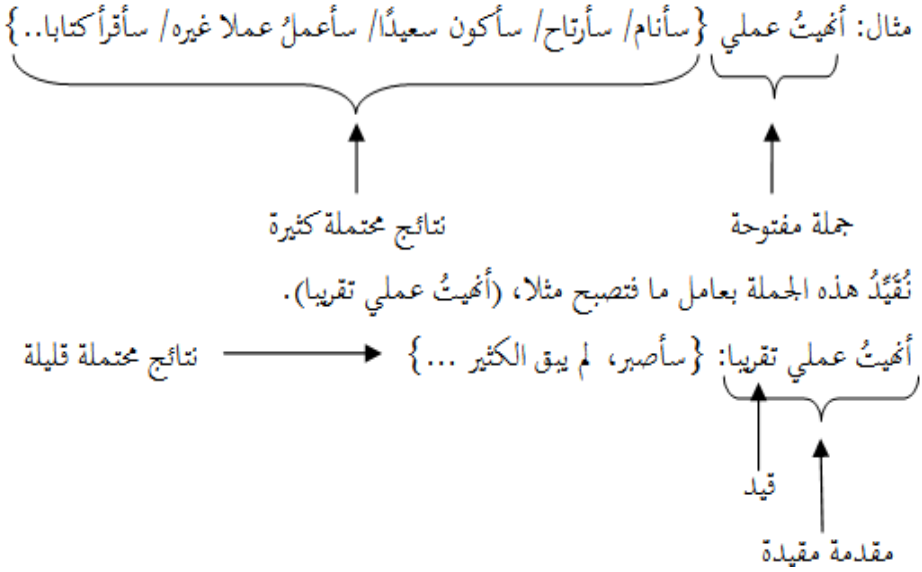 مثال: أنهيتُ عملي {سأنام/ سأرتاح/ سأكون سعيدًا/ سأعملُ عملا غيره/ سأقرأ كتابا..}
جملة مفتوحة
نتائج محتملة كثيرة
نُقَيِّدُ هذه الجملة بعامل ما فتصبح مثلا، (أنهيتُ عملي تقريبا).
أنهيتُ عملي تقريبا: {سأصبر، لم يبق الكثير ...}
نتائج محتملة قليلة
قيد
مقدمة مقيدة